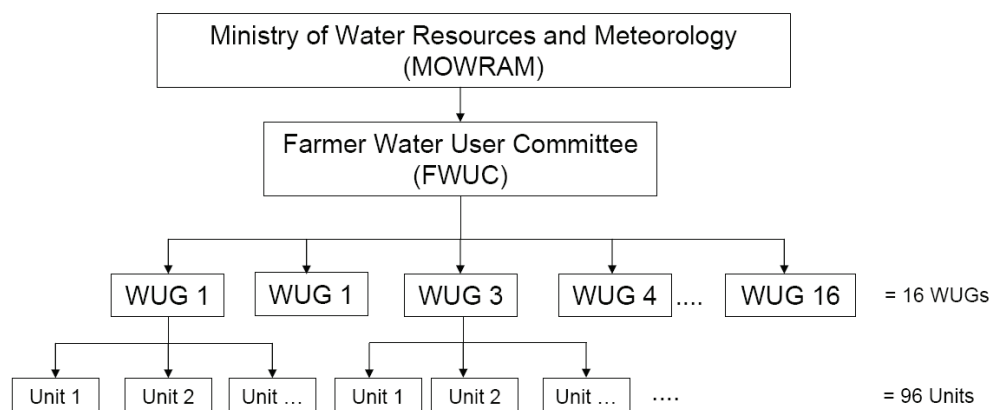 Ministry of Water Resources and Meteorology
(MOWRAM)
Farmer Water User Committee
(FWUC)
WUG 1 WUG 1 WUG 3 WUG 4 .... WUG 16 = 16 WUGs
Unit 1 Unit 2 Unit ... Unit 1 Unit 2 Unit ... .... = 96 Units